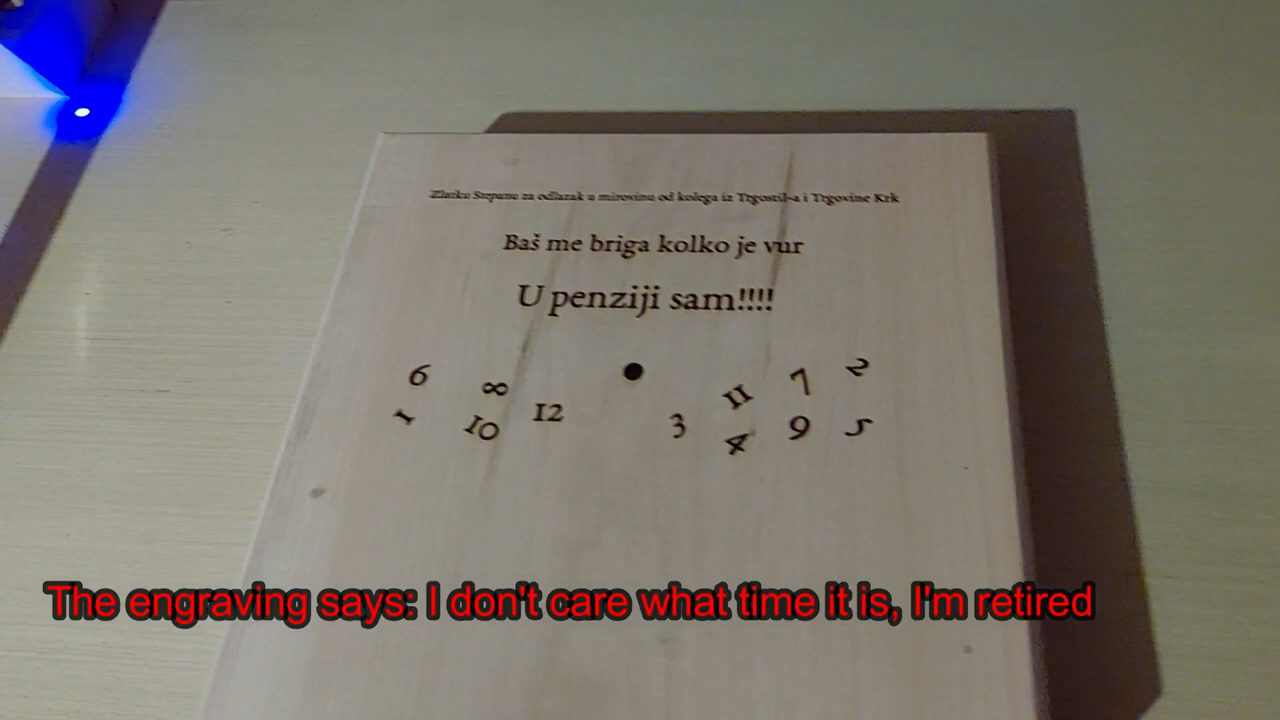 Zlatku Stepanu za odlazak u mirovinu od kolega iz Trgostil-a i Trgovine Krk
Baš me briga kolko je vur
U penziji sam!!!!
6 8 11 7 2
1 10 12 3 4 9 5
The engraving says: I don't care what time it is, I'm retired